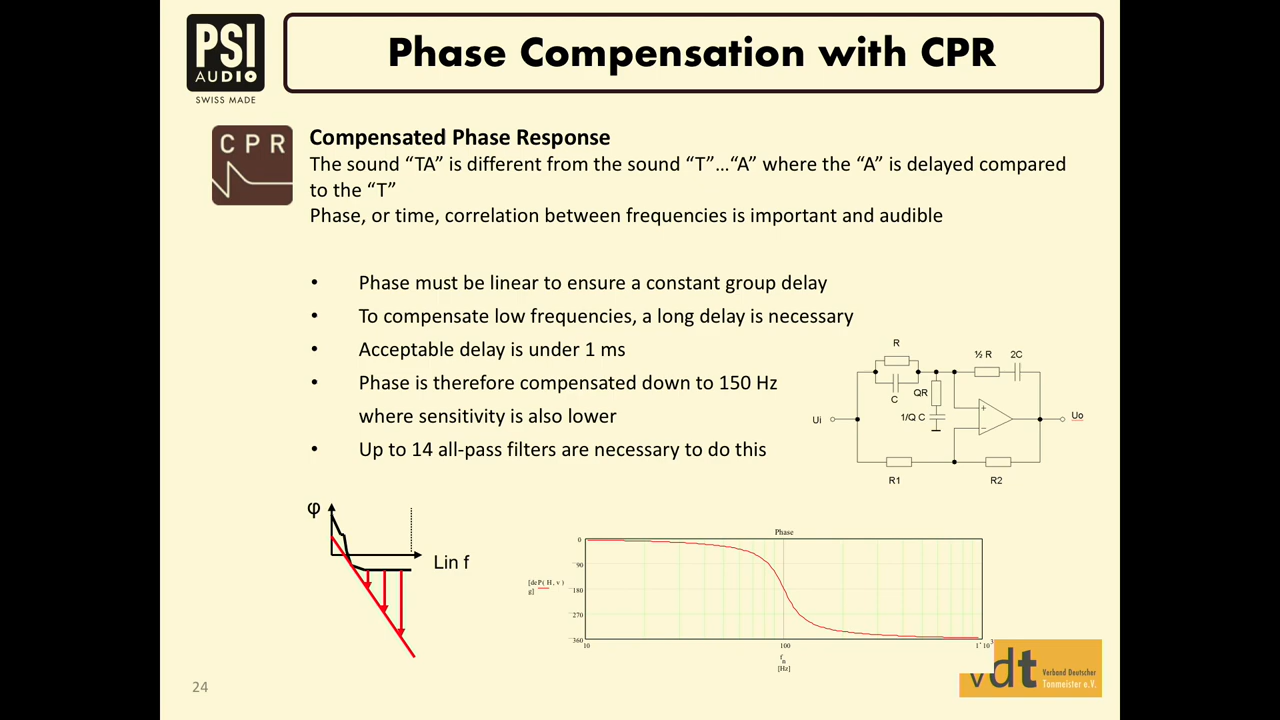 PSI
AUDIO
SWISS MADE
Phase Compensation with CPR
CPR
Compensated Phase Response
The sound “TA” is different from the sound “T”…“A” where the “A” is delayed compared
to the “T”
Phase, or time, correlation between frequencies is important and audible
• Phase must be linear to ensure a constant group delay
• To compensate low frequencies, a long delay is necessary
• Acceptable delay is under 1 ms
• Phase is therefore compensated down to 150 Hz
where sensitivity is also lower
• Up to 14 all-pass filters are necessary to do this
R
½ R 2C
C
QR
1/Q C
+
−
Ui
Uo
R1
R2
φ
Lin f
Phase
0
90
180
270
360
[deP( H, v )
g]
10
100
1·10³
fn
[Hz]
vdt
Verband Deutscher
Tonmeister e.V.
24